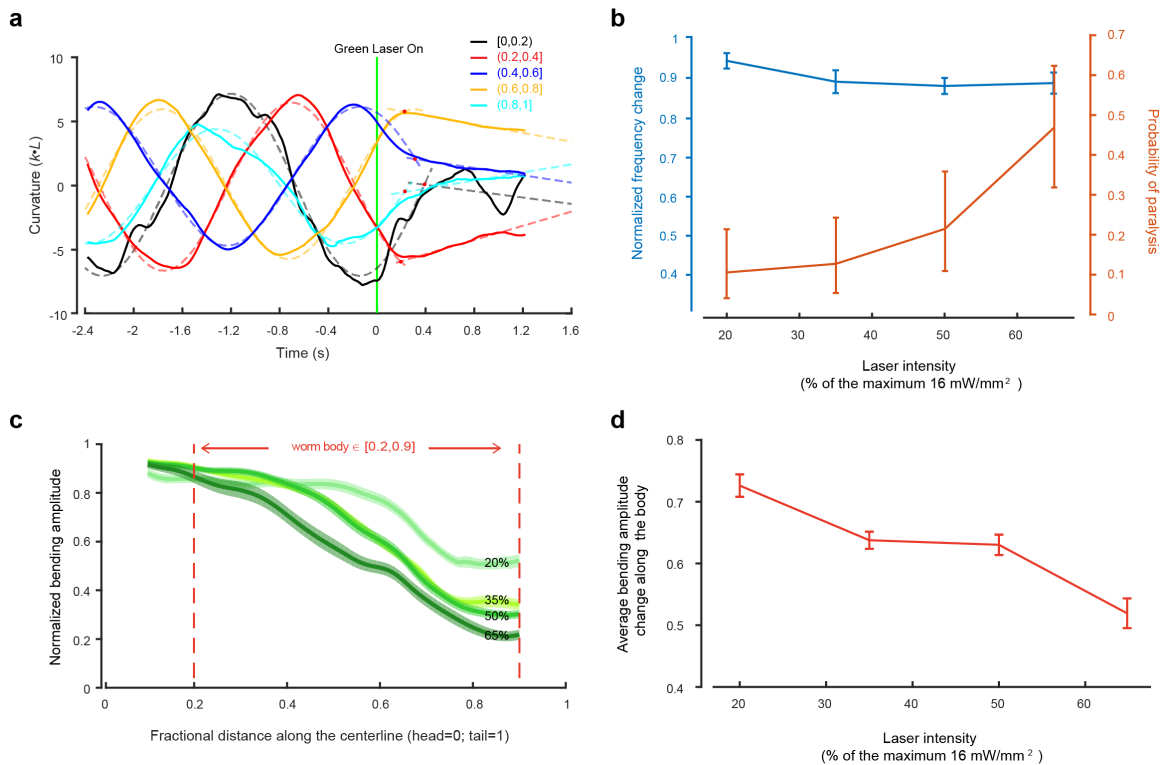 a
Green Laser On
[0,0.2)
(0.2,0.4]
(0.4,0.6]
(0.6,0.8]
(0.8,1]
10
5
0
-5
-10
Curvature (k•L)
-2.4 -2 -1.6 -1.2 -0.8 -0.4 0 0.4 0.8 1.2 1.6
Time (s)
b
1
0.9
0.8
0.7
0.6
0.5
0.4
Normalized frequency change
0.7
0.6
0.5
0.4
0.3
0.2
0.1
0
Probability of paralysis
20 30 40 50 60
Laser intensity
(% of the maximum 16 mW/mm² )
c
worm body ∈ [0.2,0.9]
1
0.8
0.6
0.4
0.2
0
Normalized bending amplitude
20%
35%
50%
65%
0 0.2 0.4 0.6 0.8 1
Fractional distance along the centerline (head=0; tail=1)
d
0.8
0.7
0.6
0.5
0.4
Average bending amplitude
change along the body
20 30 40 50 60
Laser intensity
(% of the maximum 16 mW/mm² )